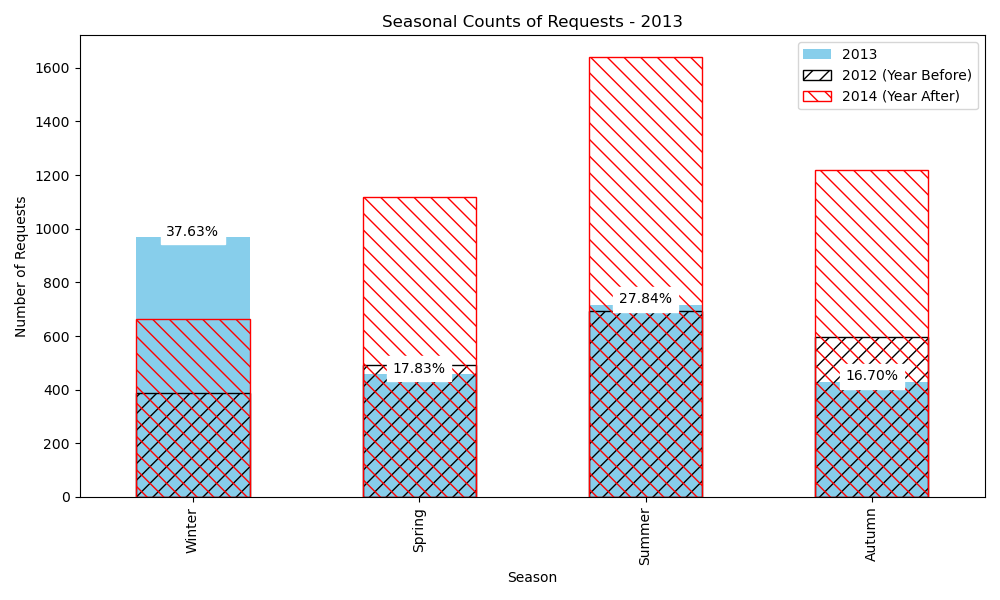 Seasonal Counts of Requests - 2013
2013
2012 (Year Before)
2014 (Year After)
1600
1400
1200
1000
800
600
400
200
0
Number of Requests
37.63%
17.83%
27.84%
16.70%
Winter
Spring
Summer
Autumn
Season